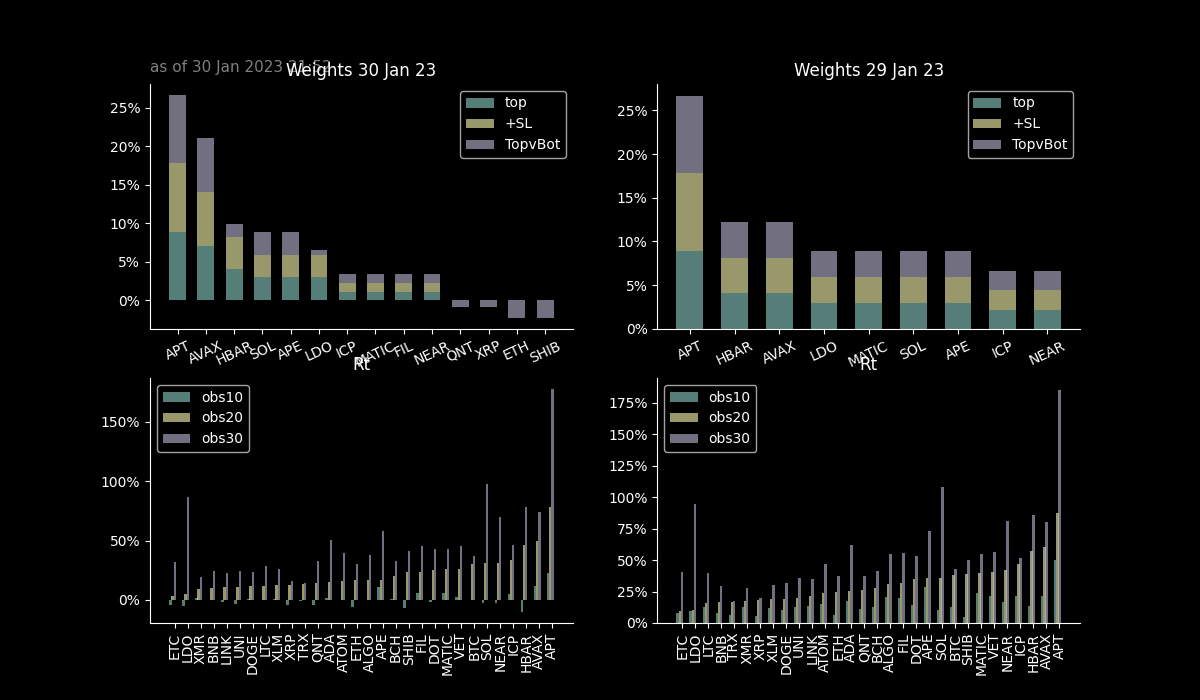 as of 30 Jan 2023
Weights 30 Jan 23
25%
20%
15%
10%
5%
0%
top
+SL
TopvBot
APT AVAX HBAR SOL APE LDO ICP MATIC FIL NEAR QNT XRP ETH SHIB
Weights 29 Jan 23
25%
20%
15%
10%
5%
0%
top
+SL
TopvBot
APT HBAR AVAX LDO MATIC SOL APE ICP NEAR
Rt
150%
100%
50%
0%
obs10
obs20
obs30
ETC LDO XMR BNB LINK UNI DOGE LTC XLM XRP TRX QNT ADA ATOM ETH ALGO APE BCH SHIB FIL DOT MATIC VET BTC SOL NEAR ICP HBAR AVAX APT
Rt
175%
150%
125%
100%
75%
50%
25%
0%
obs10
obs20
obs30
ETC LDO LTC BNB TRX XMR XRP XLM DOGE UNI LINK ATOM ETH ADA QNT BCH ALGO FIL DOT APE SOL BTC SHIB MATIC VET NEAR ICP HBAR AVAX APT